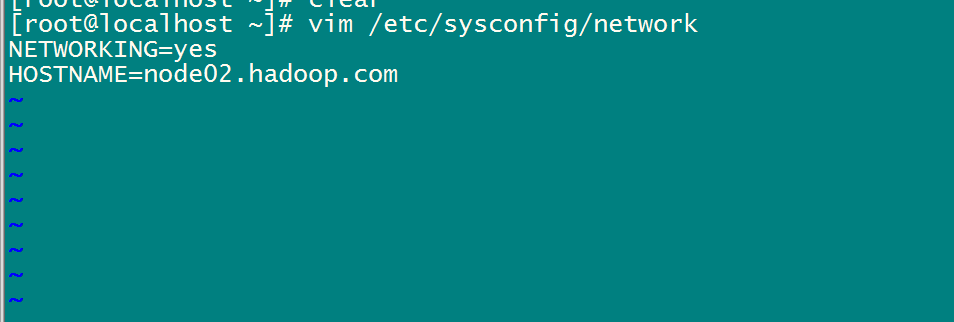 [root@localhost ~]# clear
[root@localhost ~]# vim /etc/sysconfig/network
NETWORKING=yes
HOSTNAME=node02.hadoop.com
~
~
~
~
~
~
~
~
~